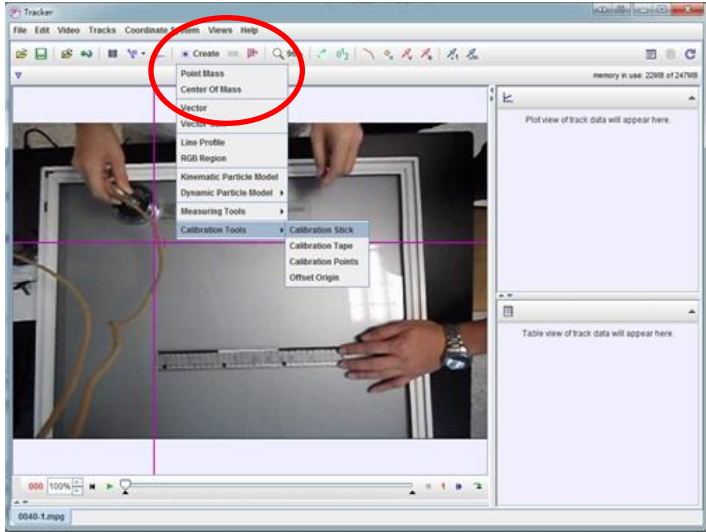 Tracker
File Edit Video Tracks Coordinate System Views Help
Create
memory in use: 22MB of 247MB
Point Mass
Center Of Mass
Vector
Vector Sum
Line Profile
RGB Region
Kinematic Particle Model
Dynamic Particle Model
Measuring Tools
Calibration Tools
Calibration Stick
Calibration Tape
Calibration Points
Offset Origin
Plot view of track data will appear here.
Table view of track data will appear here.
000 100% 1
0040-1.mpg